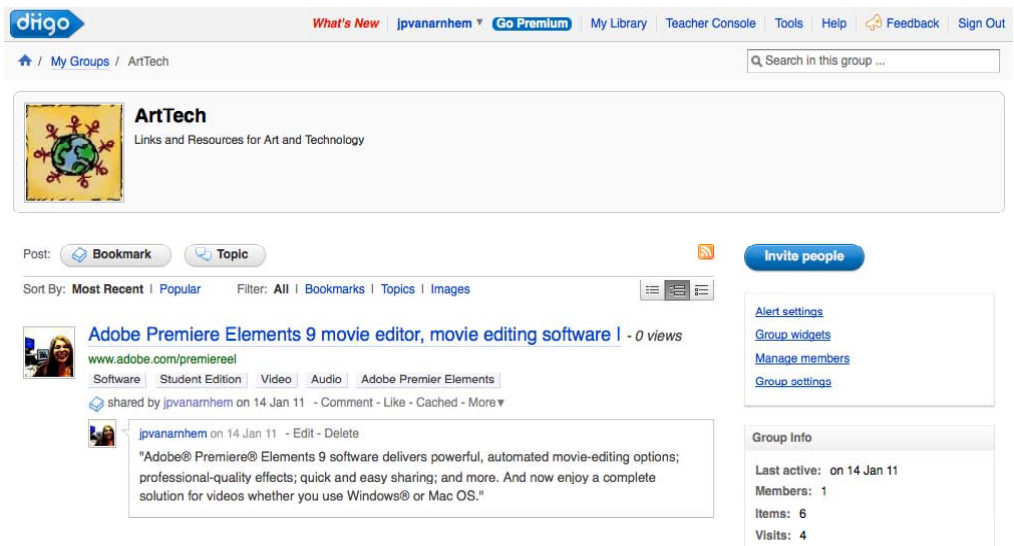 diigo
What's New jpvanarnhem ▼ Go Premium My Library Teacher Console Tools Help Feedback Sign Out
/ My Groups / ArtTech
Search in this group ...
ArtTech
Links and Resources for Art and Technology
Post: Bookmark Topic
Invite people
Sort By: Most Recent | Popular Filter: All | Bookmarks | Topics | Images
Alert settings
Group widgets
Manage members
Group settings
Adobe Premiere Elements 9 movie editor, movie editing software | - 0 views
www.adobe.com/premiereel
Software Student Edition Video Audio Adobe Premier Elements
shared by jpvanarnhem on 14 Jan 11 - Comment - Like - Cached - More▼
jpvanarnhem on 14 Jan 11 - Edit - Delete
"Adobe® Premiere® Elements 9 software delivers powerful, automated movie-editing options;
professional-quality effects; quick and easy sharing; and more. And now enjoy a complete
solution for videos whether you use Windows® or Mac OS."
Group Info
Last active: on 14 Jan 11
Members: 1
Items: 6
Visits: 4